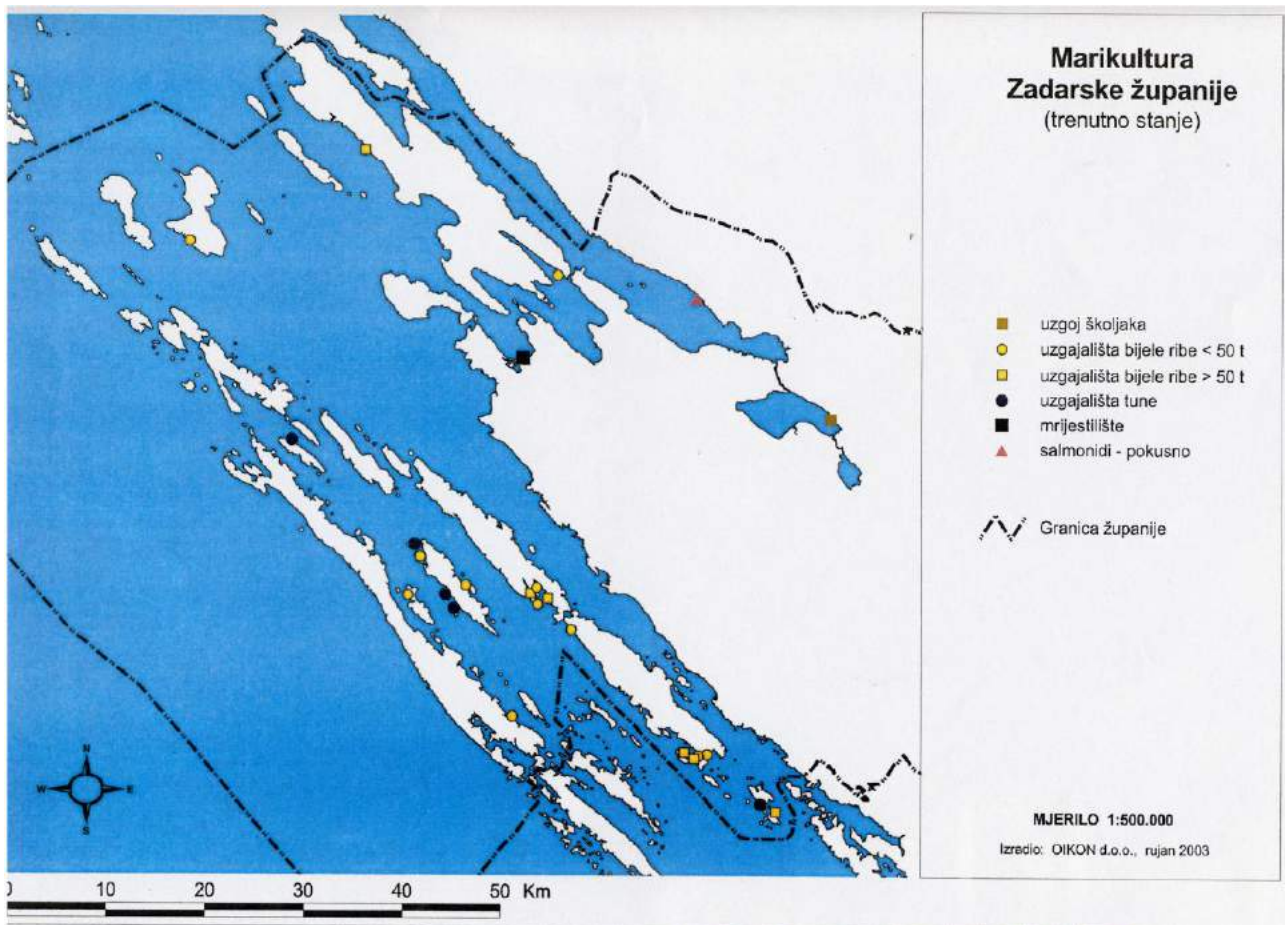 Marikultura
Zadarske županije
(trenutno stanje)
uzgoj školjaka
uzgajališta bijele ribe < 50 t
uzgajališta bijele ribe > 50 t
uzgajališta tune
mrijestilište
salmonidi - pokusno
Granica županije
N
W E
S
MJERILO 1:500.000
Izradio: OIKON d.o.o., rujan 2003
0 10 20 30 40 50 Km